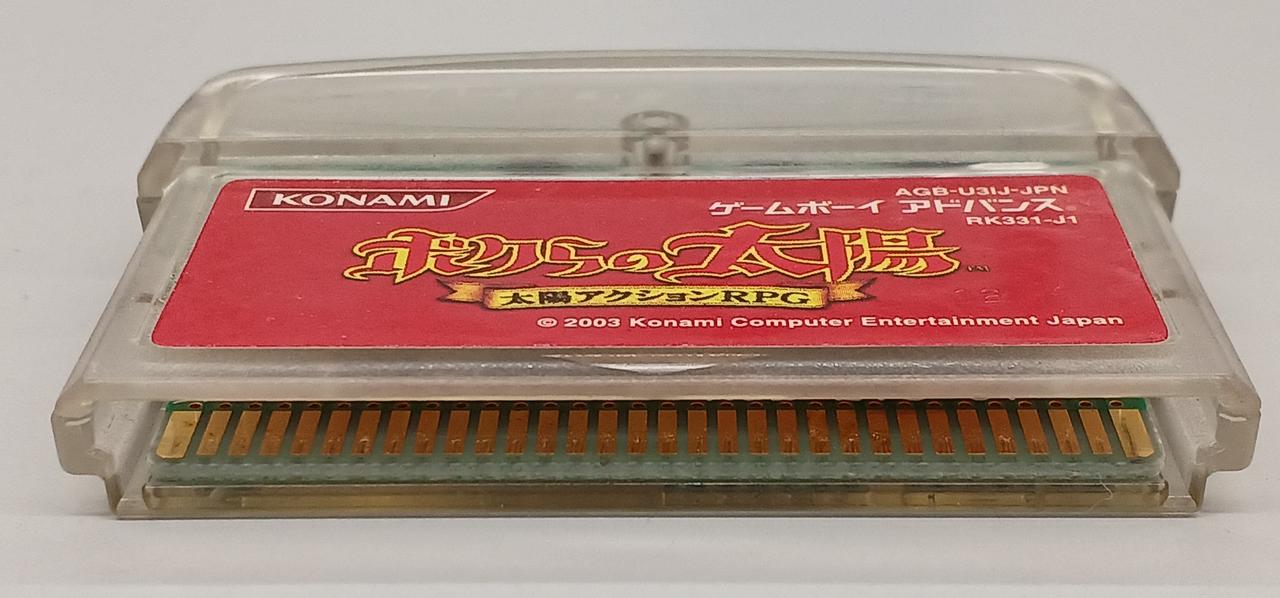 KONAMI
AGB-U3IJ-JPN
ゲームボーイ アドバンス
RK331-J1
ボクらの太陽 TM
太陽アクションRPG
© 2003 Konami Computer Entertainment Japan